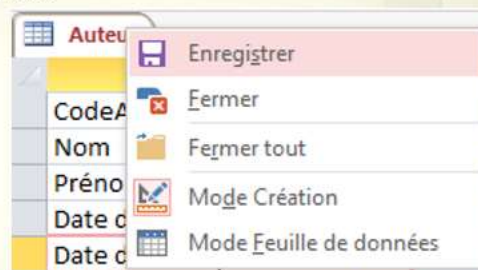 Auteu
Enregistrer
Fermer
Fermer tout
Mode Création
Mode Feuille de données
CodeA
Nom
Préno
Date d
Date d